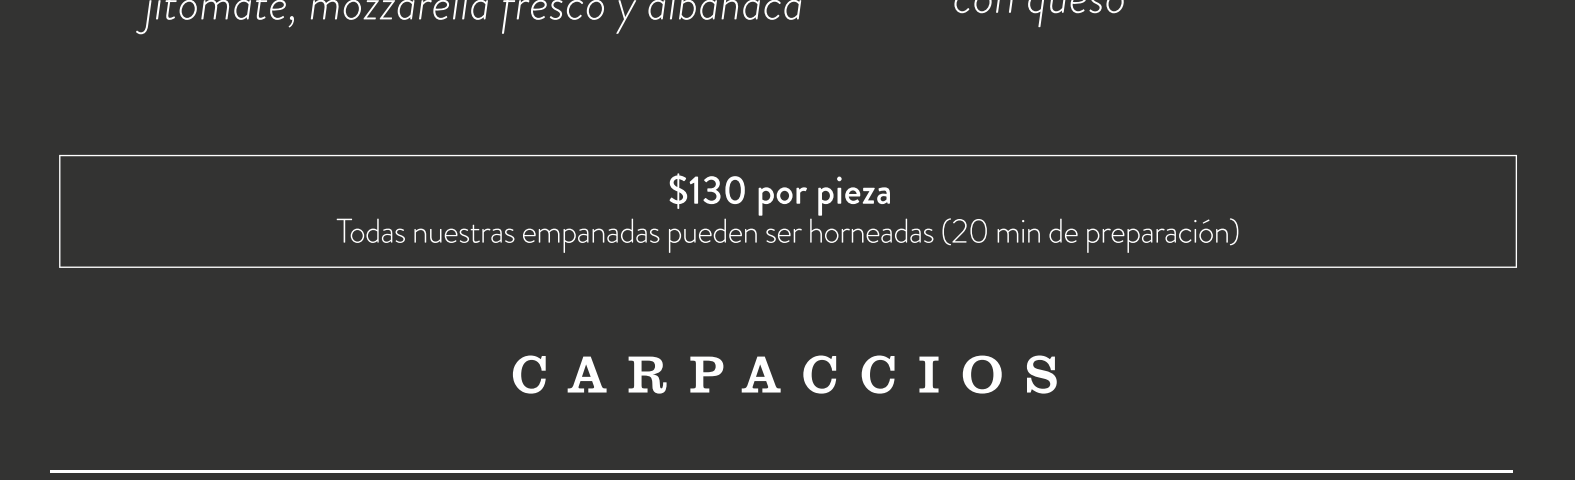 jitomate, mozzarella fresco y albahaca
con queso
$130 por pieza
Todas nuestras empanadas pueden ser horneadas (20 min de preparación)
CARPACCIOS